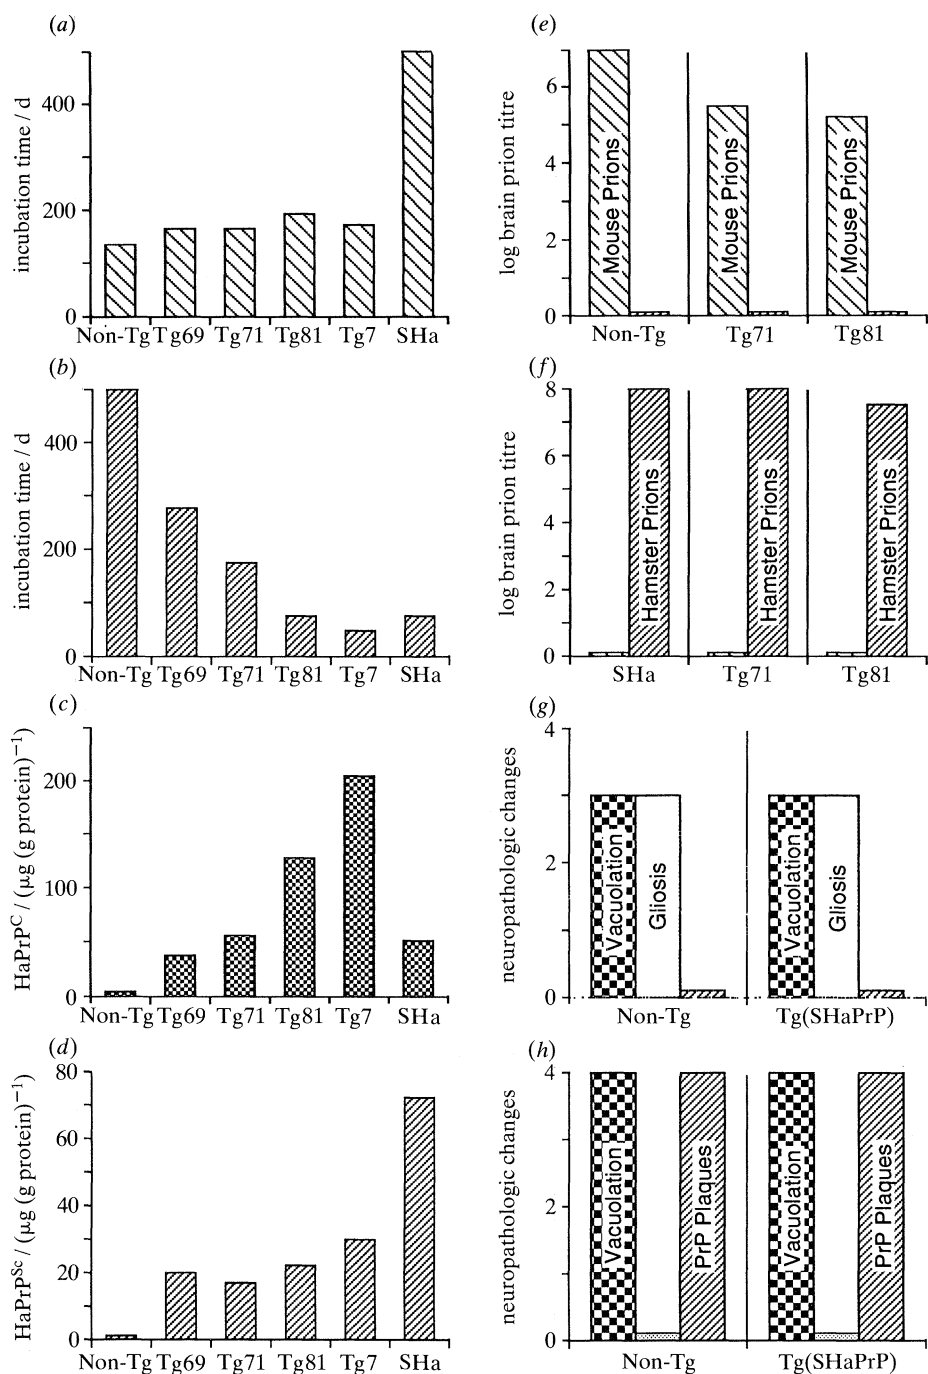 (a)
incubation time / d
400
200
0
Non-Tg Tg69 Tg71 Tg81 Tg7 SHa
(b)
incubation time / d
400
200
0
Non-Tg Tg69 Tg71 Tg81 Tg7 SHa
(c)
HaPrP^C / (μg (g protein)^−1)
200
100
0
Non-Tg Tg69 Tg71 Tg81 Tg7 SHa
(d)
HaPrP^Sc / (μg (g protein)^−1)
80
60
40
20
0
Non-Tg Tg69 Tg71 Tg81 Tg7 SHa
(e)
log brain prion titre
6
4
2
0
Mouse Prions
Mouse Prions
Mouse Prions
Non-Tg Tg71 Tg81
(f)
log brain prion titre
8
6
4
2
0
Hamster Prions
Hamster Prions
Hamster Prions
SHa Tg71 Tg81
(g)
neuropathologic changes
4
2
0
Vacuolation
Gliosis
Vacuolation
Gliosis
Non-Tg Tg(SHaPrP)
(h)
neuropathologic changes
4
2
0
Vacuolation
PrP Plaques
Vacuolation
PrP Plaques
Non-Tg Tg(SHaPrP)